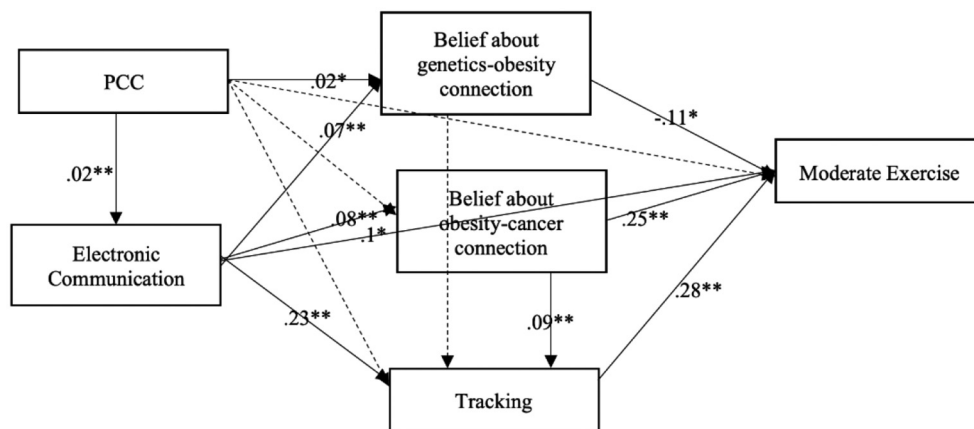 PCC
Belief about
genetics-obesity
connection
.02*
.07**
-.11*
.02**
Moderate Exercise
Belief about
obesity-cancer
connection
.08**
.1*
.25**
Electronic
Communication
.23**
.09**
.28**
Tracking